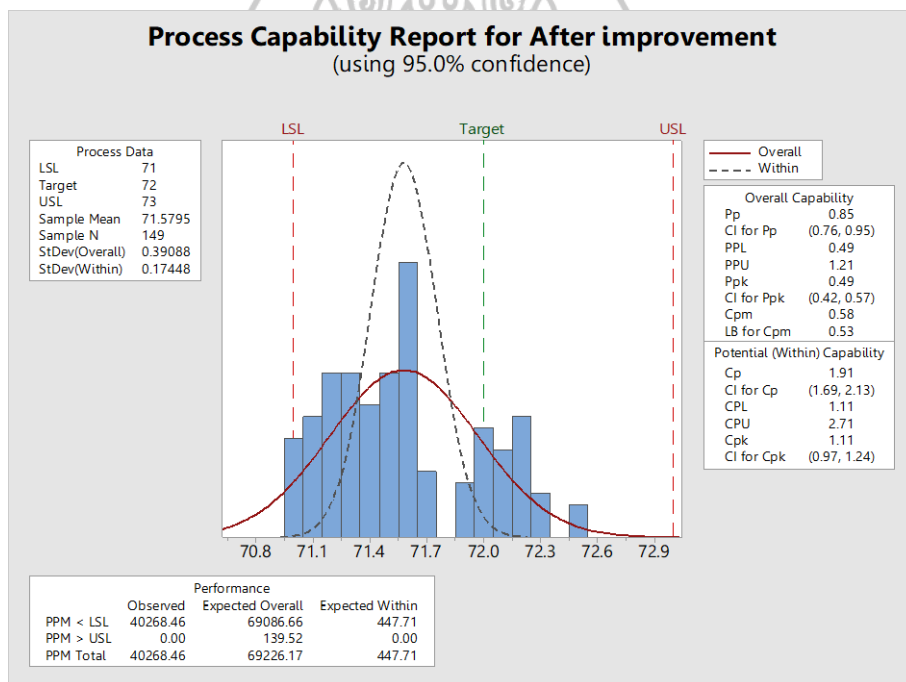 Process Capability Report for After improvement
(using 95.0% confidence)
LSL Target USL
Process Data
LSL 71
Target 72
USL 73
Sample Mean 71.5795
Sample N 149
StDev(Overall) 0.39088
StDev(Within) 0.17448
Overall
Within
Overall Capability
Pp 0.85
CI for Pp (0.76, 0.95)
PPL 0.49
PPU 1.21
Ppk 0.49
CI for Ppk (0.42, 0.57)
Cpm 0.58
LB for Cpm 0.53
Potential (Within) Capability
Cp 1.91
CI for Cp (1.69, 2.13)
CPL 1.11
CPU 2.71
Cpk 1.11
CI for Cpk (0.97, 1.24)
70.8 71.1 71.4 71.7 72.0 72.3 72.6 72.9
Performance
Observed Expected Overall Expected Within
PPM < LSL 40268.46 69086.66 447.71
PPM > USL 0.00 139.52 0.00
PPM Total 40268.46 69226.17 447.71